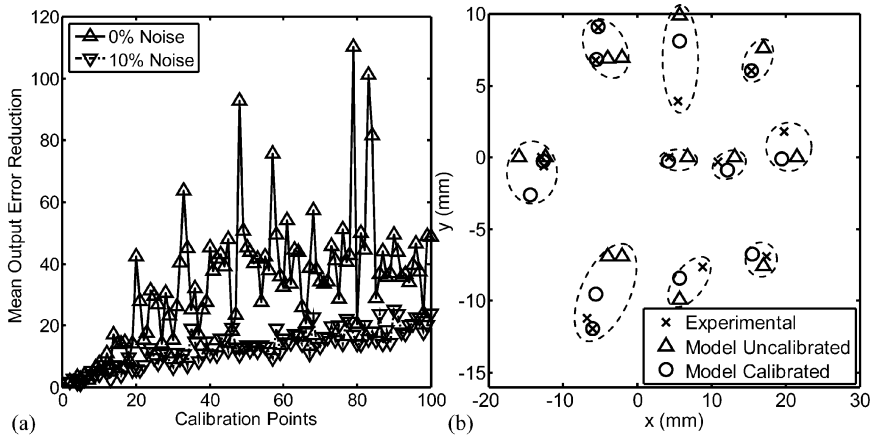 0% Noise
10% Noise
120
100
80
60
40
20
0
0 20 40 60 80 100
Mean Output Error Reduction
Calibration Points
(a)
10
5
0
-5
-10
-15
-20 -10 0 10 20 30
y (mm)
x (mm)
Experimental
Model Uncalibrated
Model Calibrated
(b)